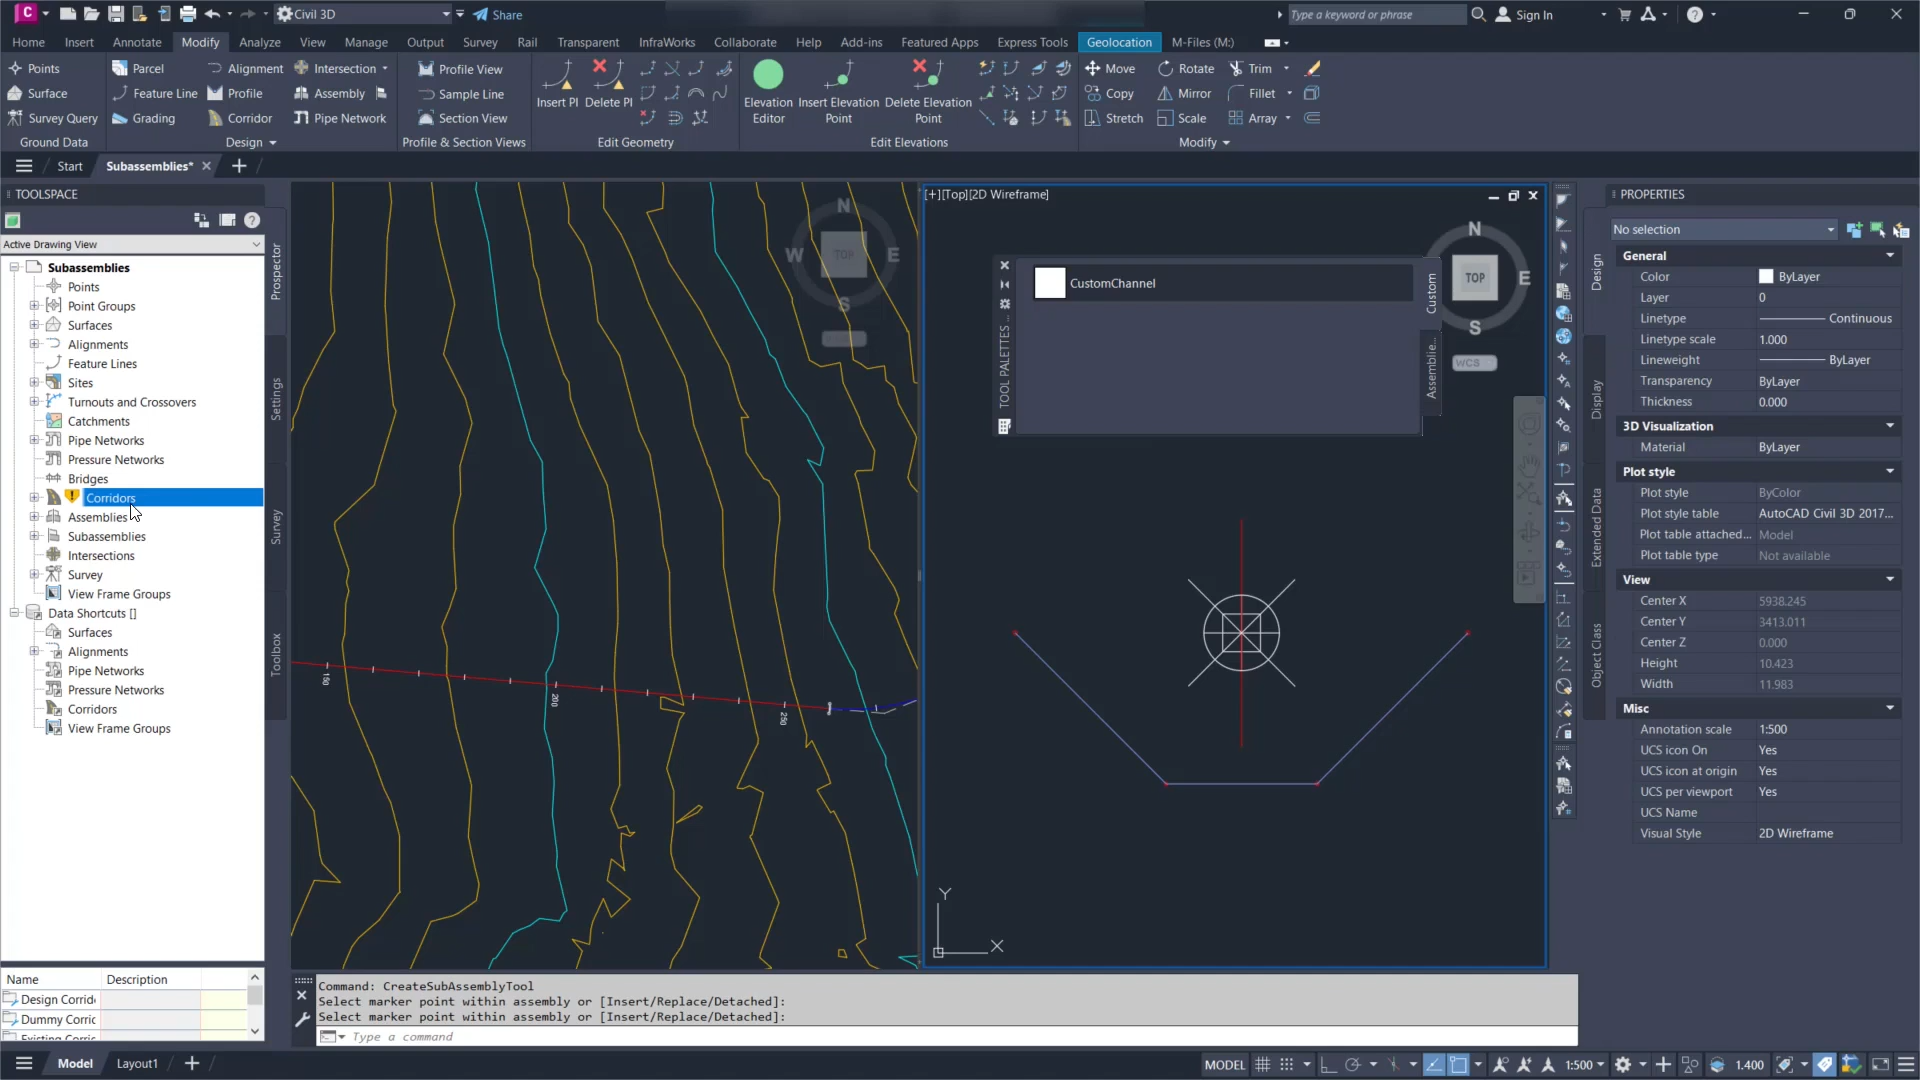 C
Civil 3D
Share
Type a keyword or phrase
Sign In
Home
Insert
Annotate
Modify
Analyze
View
Manage
Output
Survey
Rail
Transparent
InfraWorks
Collaborate
Help
Add-ins
Featured Apps
Express Tools
Geolocation
M-Files (M:)
Points
Surface
Survey Query
Ground Data
Parcel
Feature Line
Grading
Alignment
Profile
Corridor
Intersection
Assembly
Pipe Network
Design
Profile View
Sample Line
Section View
Profile & Section Views
Insert PI
Delete PI
Edit Geometry
Elevation Editor
Insert Elevation Point
Delete Elevation Point
Edit Elevations
Move
Copy
Stretch
Rotate
Mirror
Scale
Trim
Fillet
Array
Modify
Start
Subassemblies*
TOOLSPACE
Active Drawing View
Subassemblies
Points
Point Groups
Surfaces
Alignments
Feature Lines
Sites
Turnouts and Crossovers
Catchments
Pipe Networks
Pressure Networks
Bridges
Corridors
Assemblies
Subassemblies
Intersections
Survey
View Frame Groups
Data Shortcuts []
Surfaces
Alignments
Pipe Networks
Pressure Networks
Corridors
View Frame Groups
Prospector
Settings
Survey
Toolbox
Name
Description
Design Corrid
Dummy Corric
Existing Corric
N
W
TOP
E
S
150
200
250
[+][Top][2D Wireframe]
TOOL PALETTES ...
CustomChannel
Custom
Assemblie...
N
TOP
E
S
WCS
Y
X
Command: CreateSubAssemblyTool
Select marker point within assembly or [Insert/Replace/Detached]:
Select marker point within assembly or [Insert/Replace/Detached]:
Type a command
PROPERTIES
No selection
Design
Display
Extended Data
Object Class
General
Color ByLayer
Layer 0
Linetype Continuous
Linetype scale 1.000
Lineweight ByLayer
Transparency ByLayer
Thickness 0.000
3D Visualization
Material ByLayer
Plot style
Plot style ByColor
Plot style table AutoCAD Civil 3D 2017...
Plot table attached... Model
Plot table type Not available
View
Center X 5938.245
Center Y 3413.011
Center Z 0.000
Height 10.423
Width 11.983
Misc
Annotation scale 1:500
UCS icon On Yes
UCS icon at origin Yes
UCS per viewport Yes
UCS Name
Visual Style 2D Wireframe
Model
Layout1
MODEL
1:500
1.400